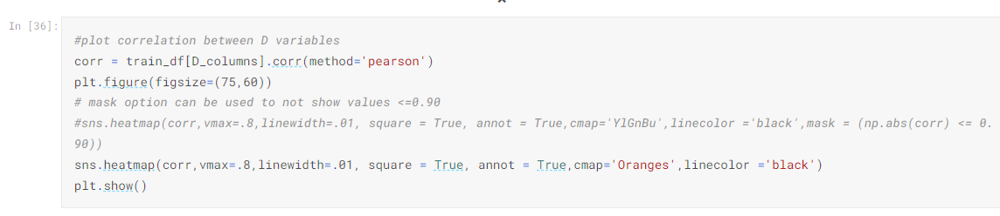 In [36]:
#plot correlation between D variables
corr = train_df[D_columns].corr(method='pearson')
plt.figure(figsize=(75,60))
# mask option can be used to not show values <=0.90
#sns.heatmap(corr,vmax=.8,linewidth=.01, square = True, annot = True,cmap='YlGnBu',linecolor ='black',mask = (np.abs(corr) <= 0.
90))
sns.heatmap(corr,vmax=.8,linewidth=.01, square = True, annot = True,cmap='Oranges',linecolor ='black')
plt.show()